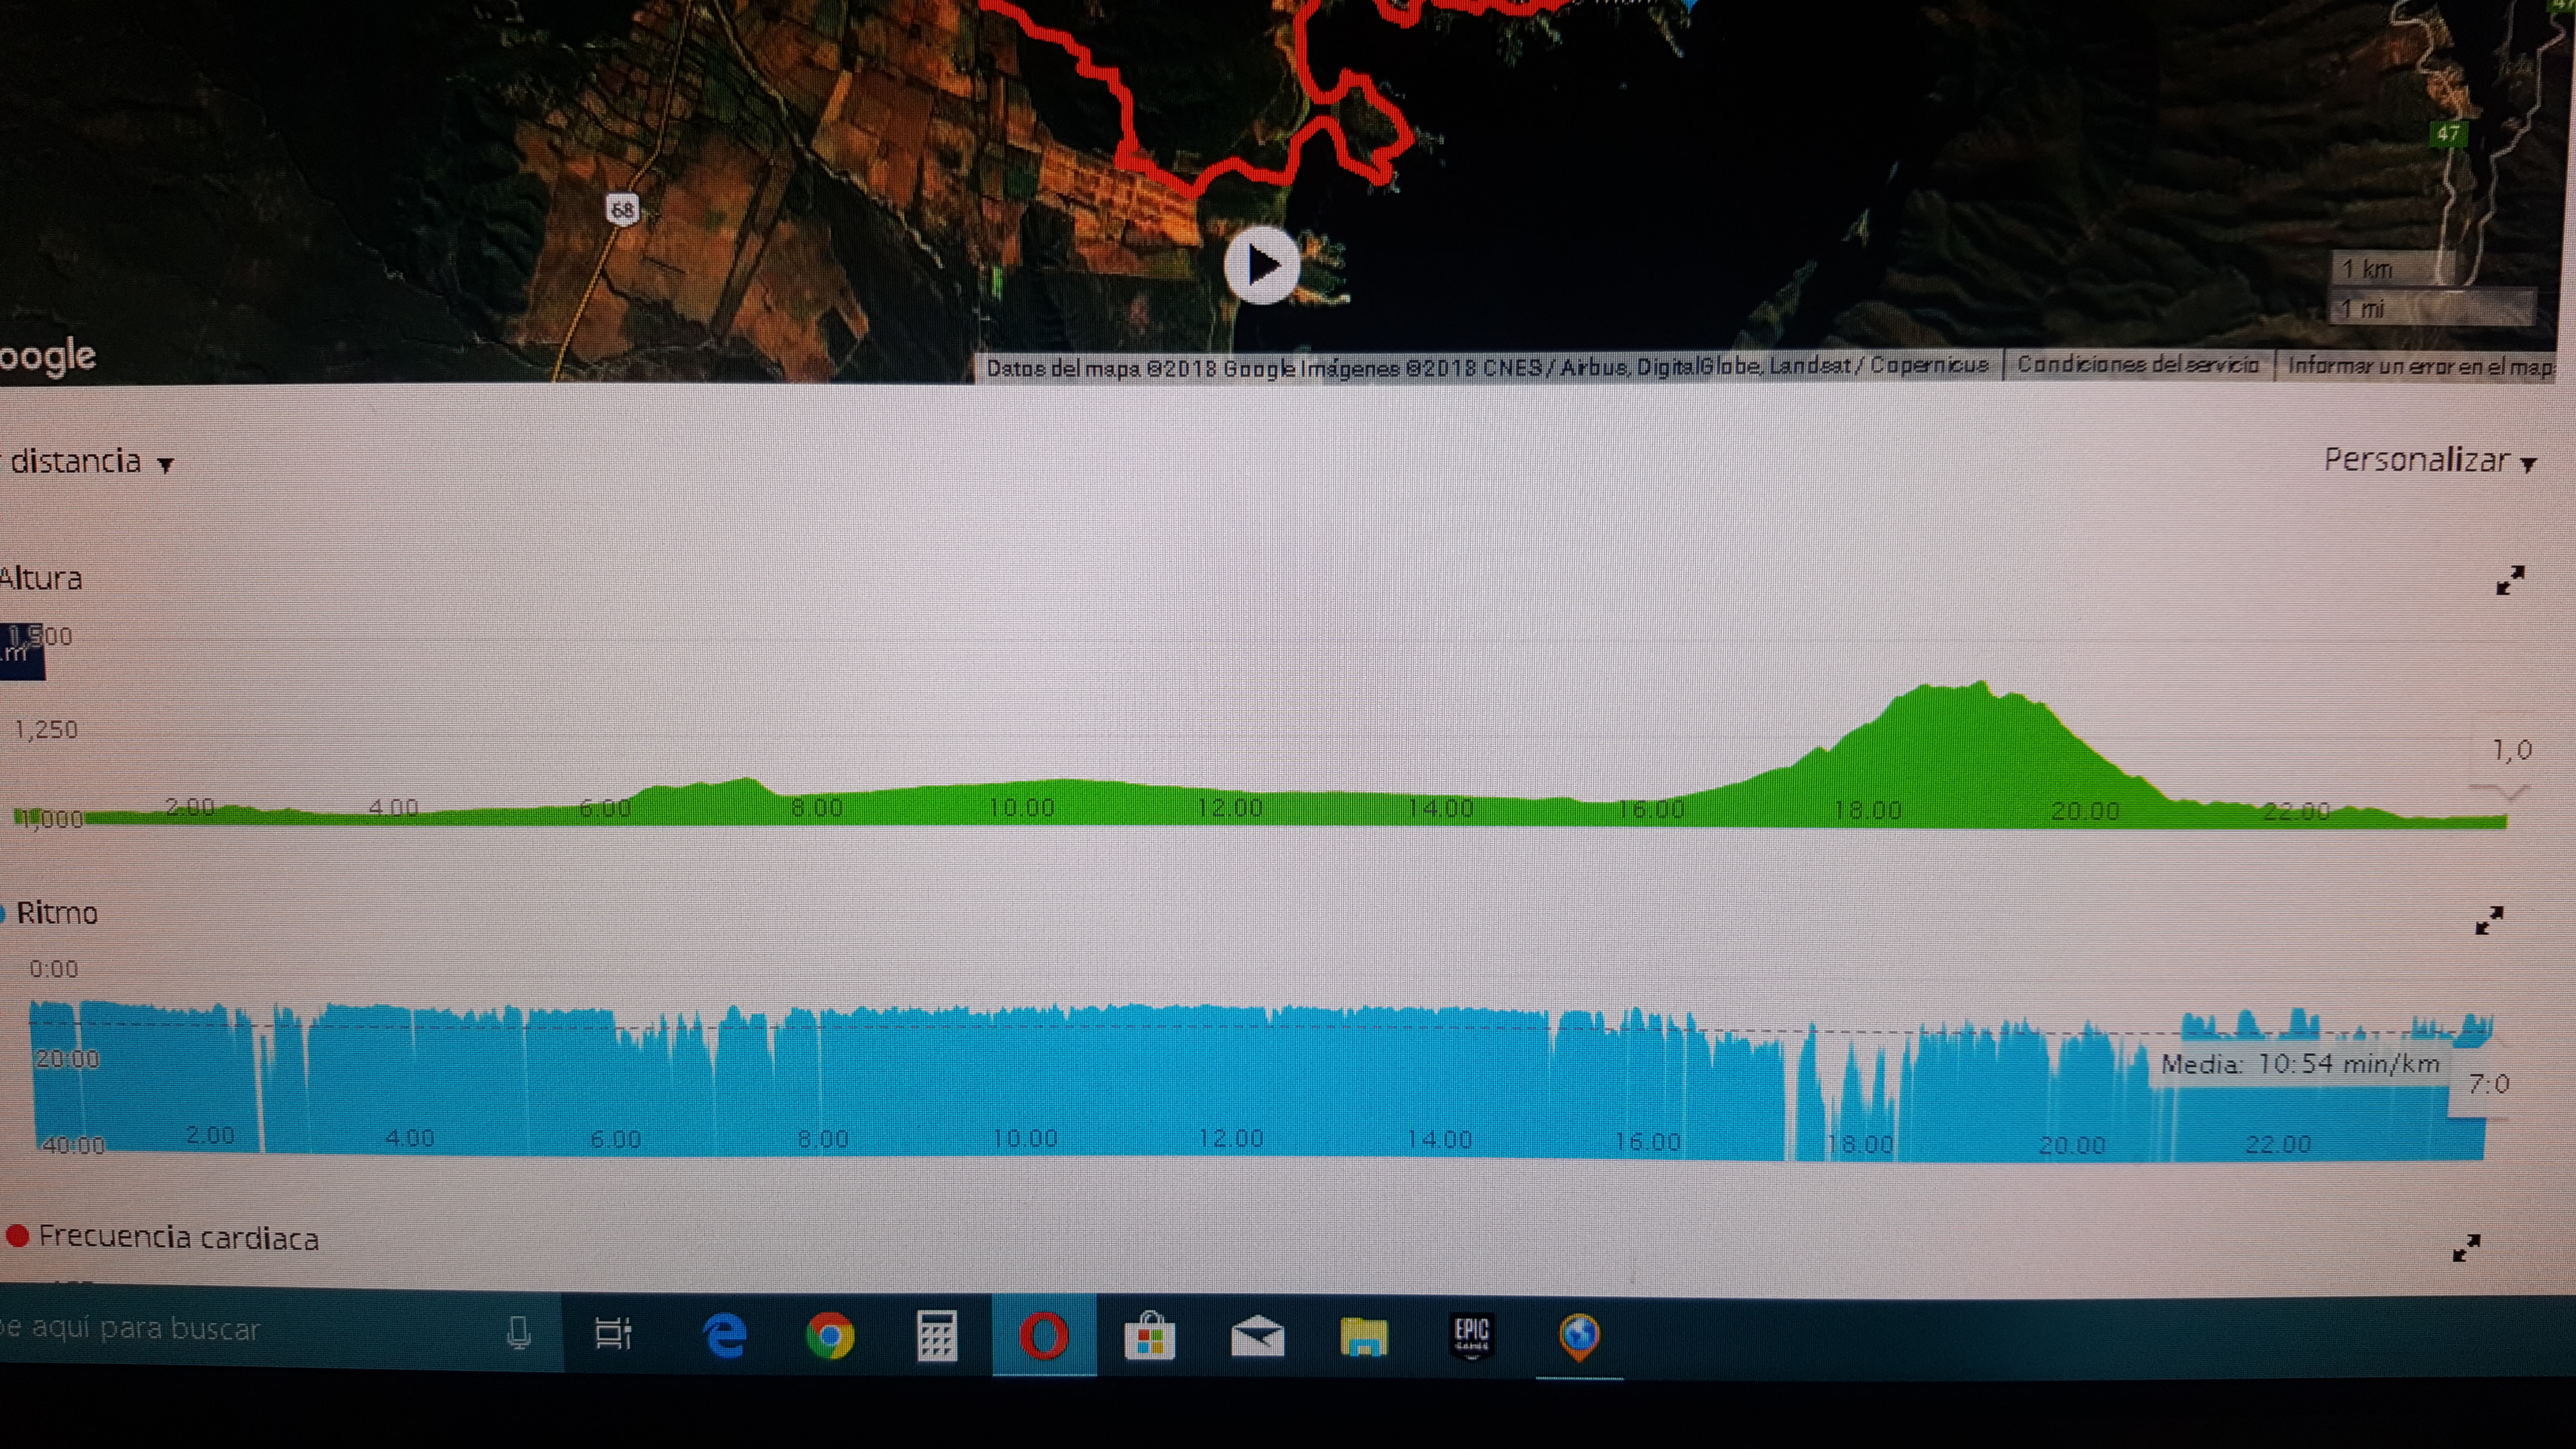 68
47
1 km
1 mi
oogle
Datos del mapa ©2018 Google Imágenes ©2018 CNES / Airbus, DigitalGlobe, Landsat / Copernicus
Condiciones del servicio
Informar un error en el map
distancia ▼
Personalizar ▼
Altura
m
1,250
1,000
2.00
4.00
6.00
8.00
10.00
12.00
14.00
16.00
18.00
20.00
22.00
1,0
Ritmo
0:00
20:00
40:00
2.00
4.00
6.00
8.00
10.00
12.00
14.00
16.00
18.00
20.00
22.00
Media: 10:54 min/km
7:0
Frecuencia cardiaca
be aquí para buscar
EPIC
GAMES